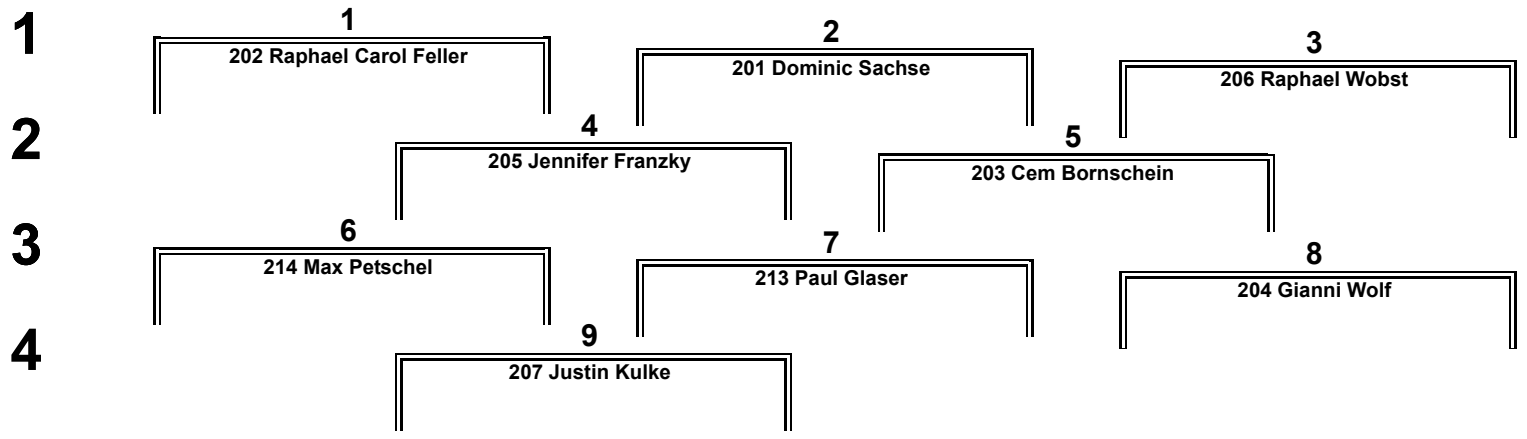 1
1
202 Raphael Carol Feller
2
201 Dominic Sachse
3
206 Raphael Wobst
2
4
205 Jennifer Franzky
5
203 Cem Bornschein
3
6
214 Max Petschel
7
213 Paul Glaser
8
204 Gianni Wolf
4
9
207 Justin Kulke